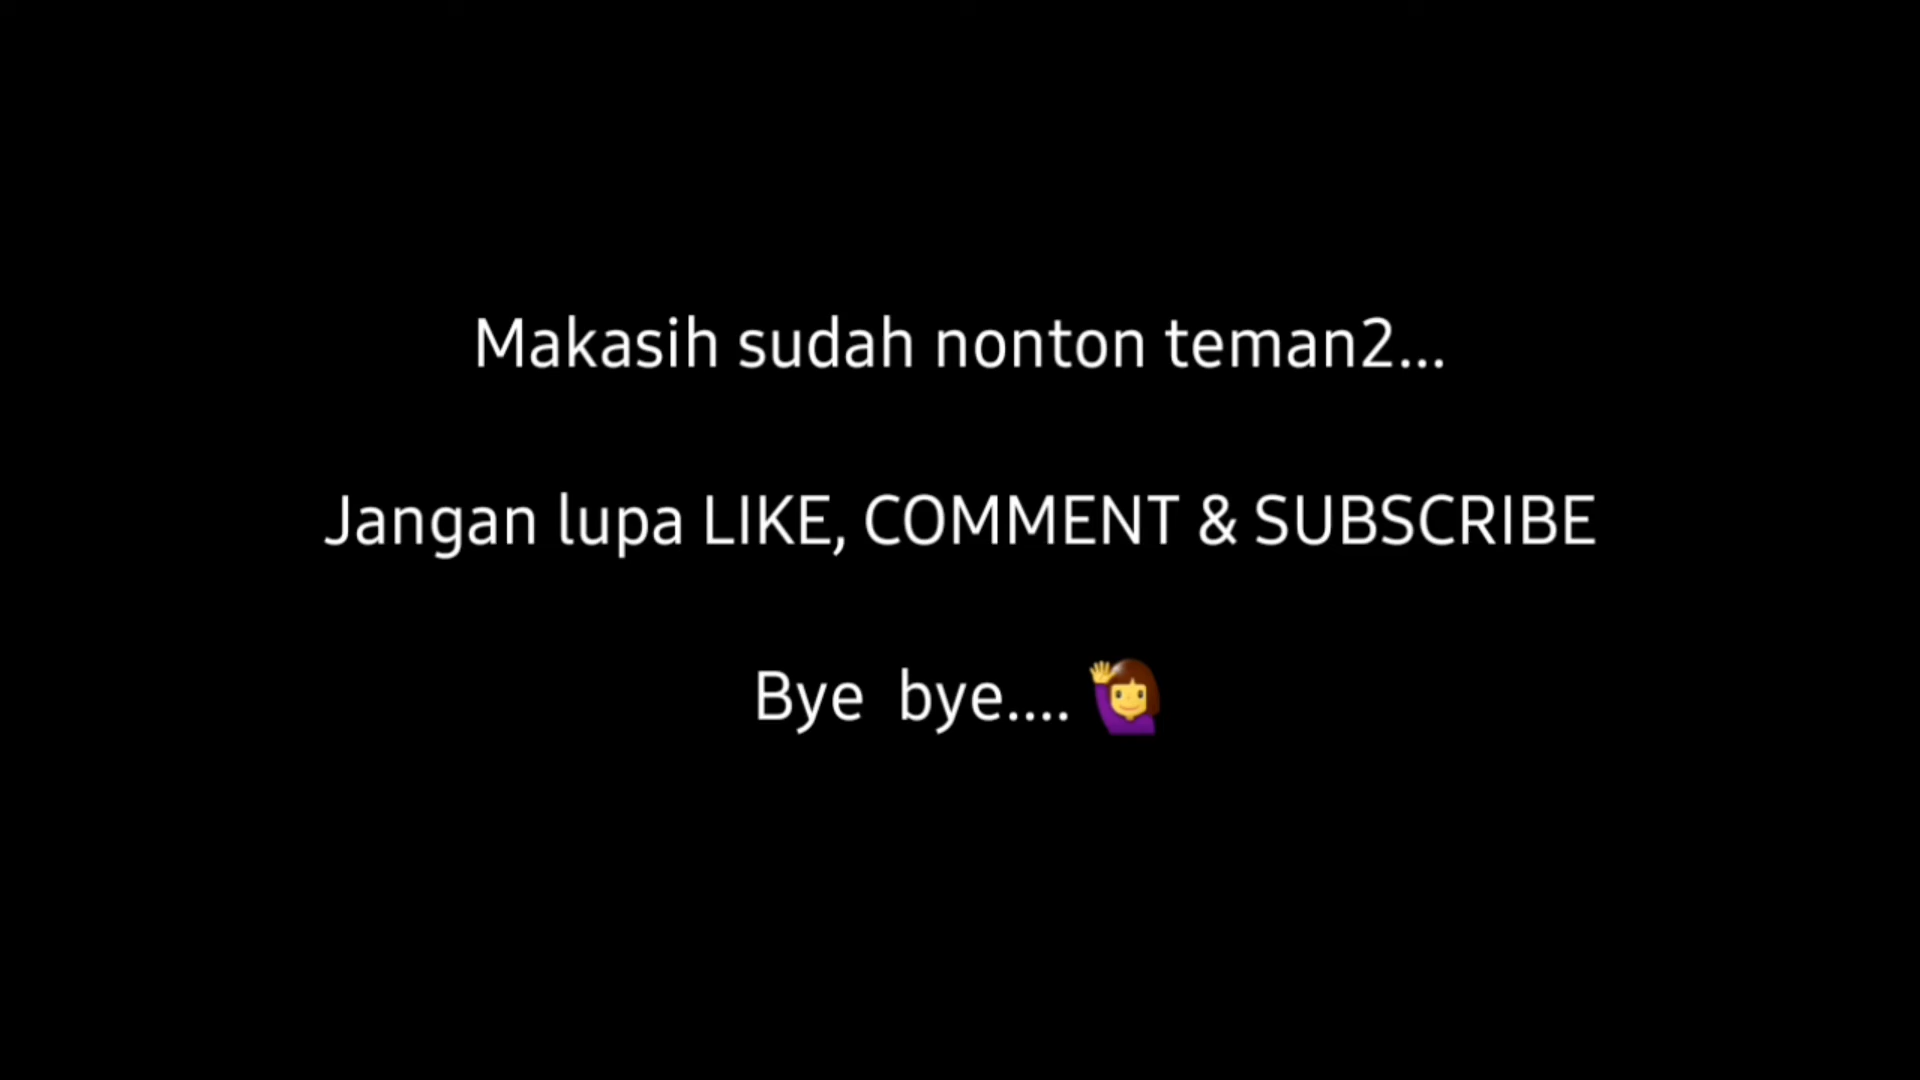 Makasih sudah nonton teman2...
Jangan lupa LIKE, COMMENT & SUBSCRIBE
Bye  bye.... 🙋‍♀️